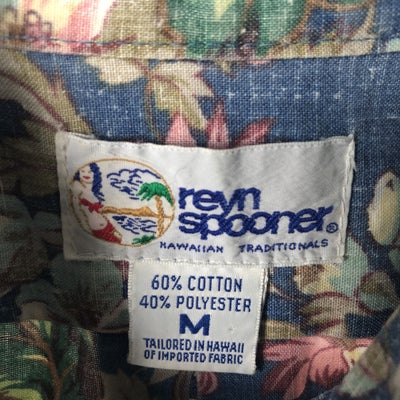 reyn
spooner®
HAWAIIAN TRADITIONALS
60% COTTON
40% POLYESTER
M
TAILORED IN HAWAII
OF IMPORTED FABRIC